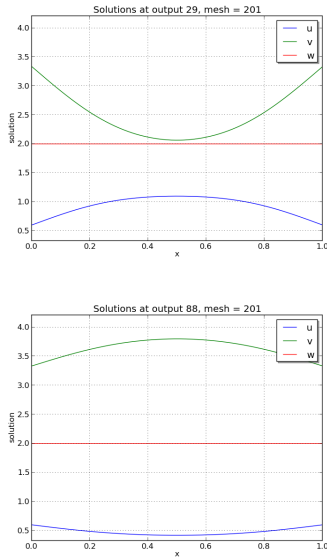 Solutions at output 29, mesh = 201
4.0
3.5
3.0
2.5
2.0
1.5
1.0
0.5
solution
u
v
w
0.0 0.2 0.4 0.6 0.8 1.0
x
Solutions at output 88, mesh = 201
4.0
3.5
3.0
2.5
2.0
1.5
1.0
0.5
solution
u
v
w
0.0 0.2 0.4 0.6 0.8 1.0
x